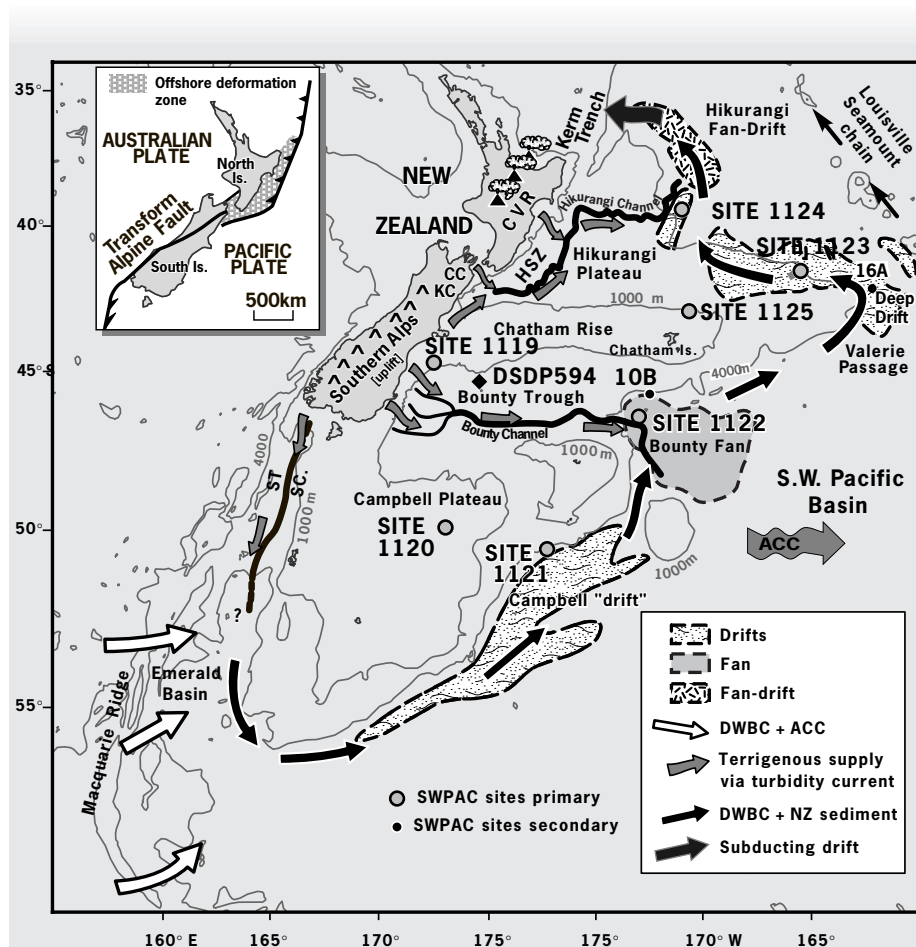 35°
40°
45°S
50°
55°
160° E
165°
170°
175°
175°
170° W
165°
Offshore deformation
zone
AUSTRALIAN
PLATE
North
Is.
Transform
Alpine Fault
PACIFIC
PLATE
South Is.
500km
NEW
ZEALAND
CVR
Kerm
Trench
Hikurangi
Fan-Drift
Louisville
Seamount
chain
Hikurangi Channel
SITE 1124
SITE 1123
HSZ
Hikurangi
Plateau
CC
KC
16A
Deep
Drift
1000 m
SITE 1125
Southern Alps
[uplift]
Chatham Rise
SITE 1119
Chatham Is.
Valerie
Passage
4000m
DSDP594
10B
Bounty Trough
Bounty Channel
SITE 1122
Bounty Fan
1000 m
4000
ST
SC.
1000 m
Campbell Plateau
SITE
1120
S.W. Pacific
Basin
ACC
SITE
1121
1000m
Campbell "drift"
?
Emerald
Basin
Macquarie Ridge
SWPAC sites primary
SWPAC sites secondary
Drifts
Fan
Fan-drift
DWBC + ACC
Terrigenous supply
via turbidity current
DWBC + NZ sediment
Subducting drift